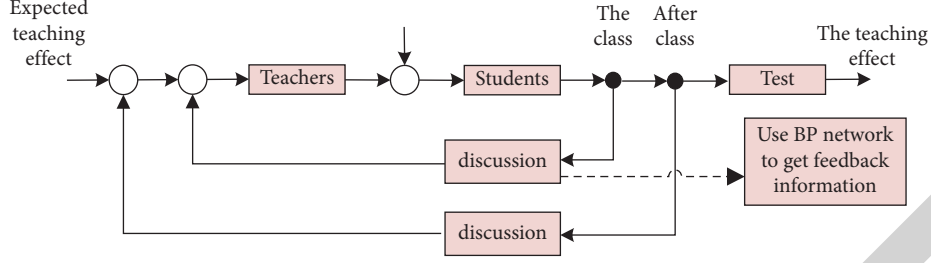 Expected
teaching
effect
Teachers
Students
The
class
After
class
Test
The teaching
effect
discussion
Use BP network
to get feedback
information
discussion